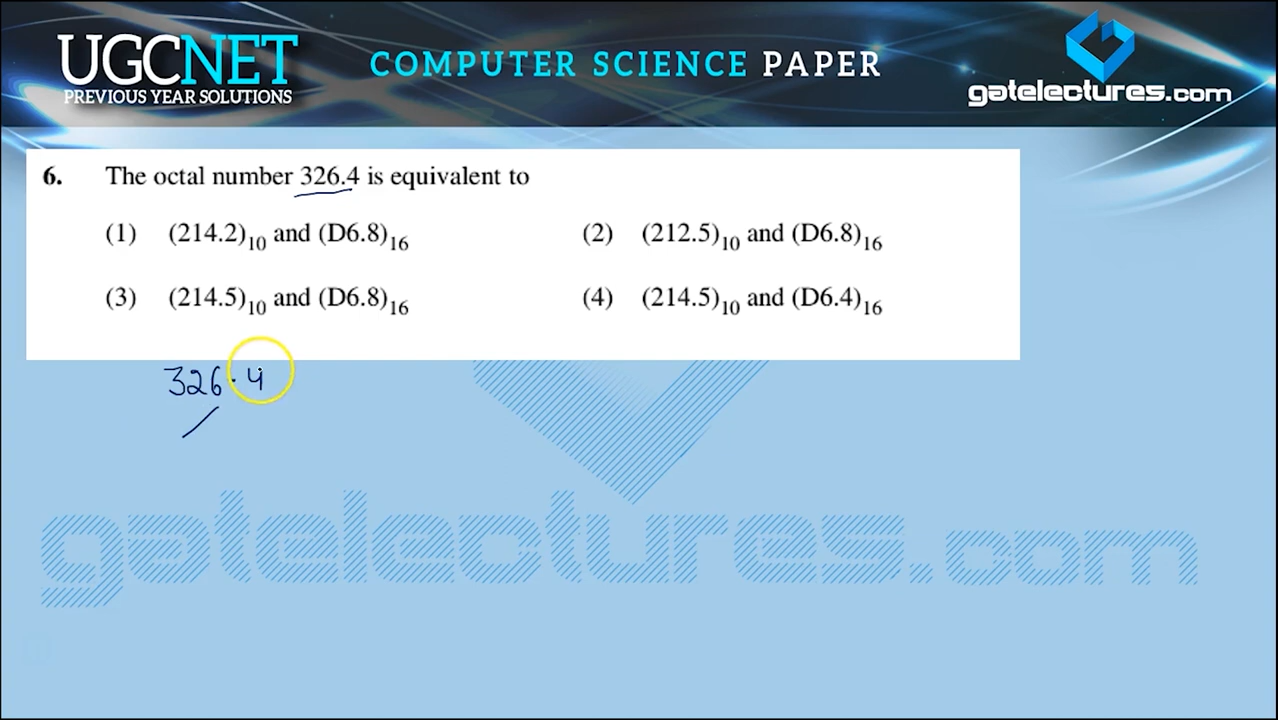 UGCNET
PREVIOUS YEAR SOLUTIONS
COMPUTER SCIENCE PAPER
gatelectures.com
6. The octal number 326.4 is equivalent to
(1) (214.2)10 and (D6.8)16 (2) (212.5)10 and (D6.8)16
(3) (214.5)10 and (D6.8)16 (4) (214.5)10 and (D6.4)16
326.4
gatelectures.com